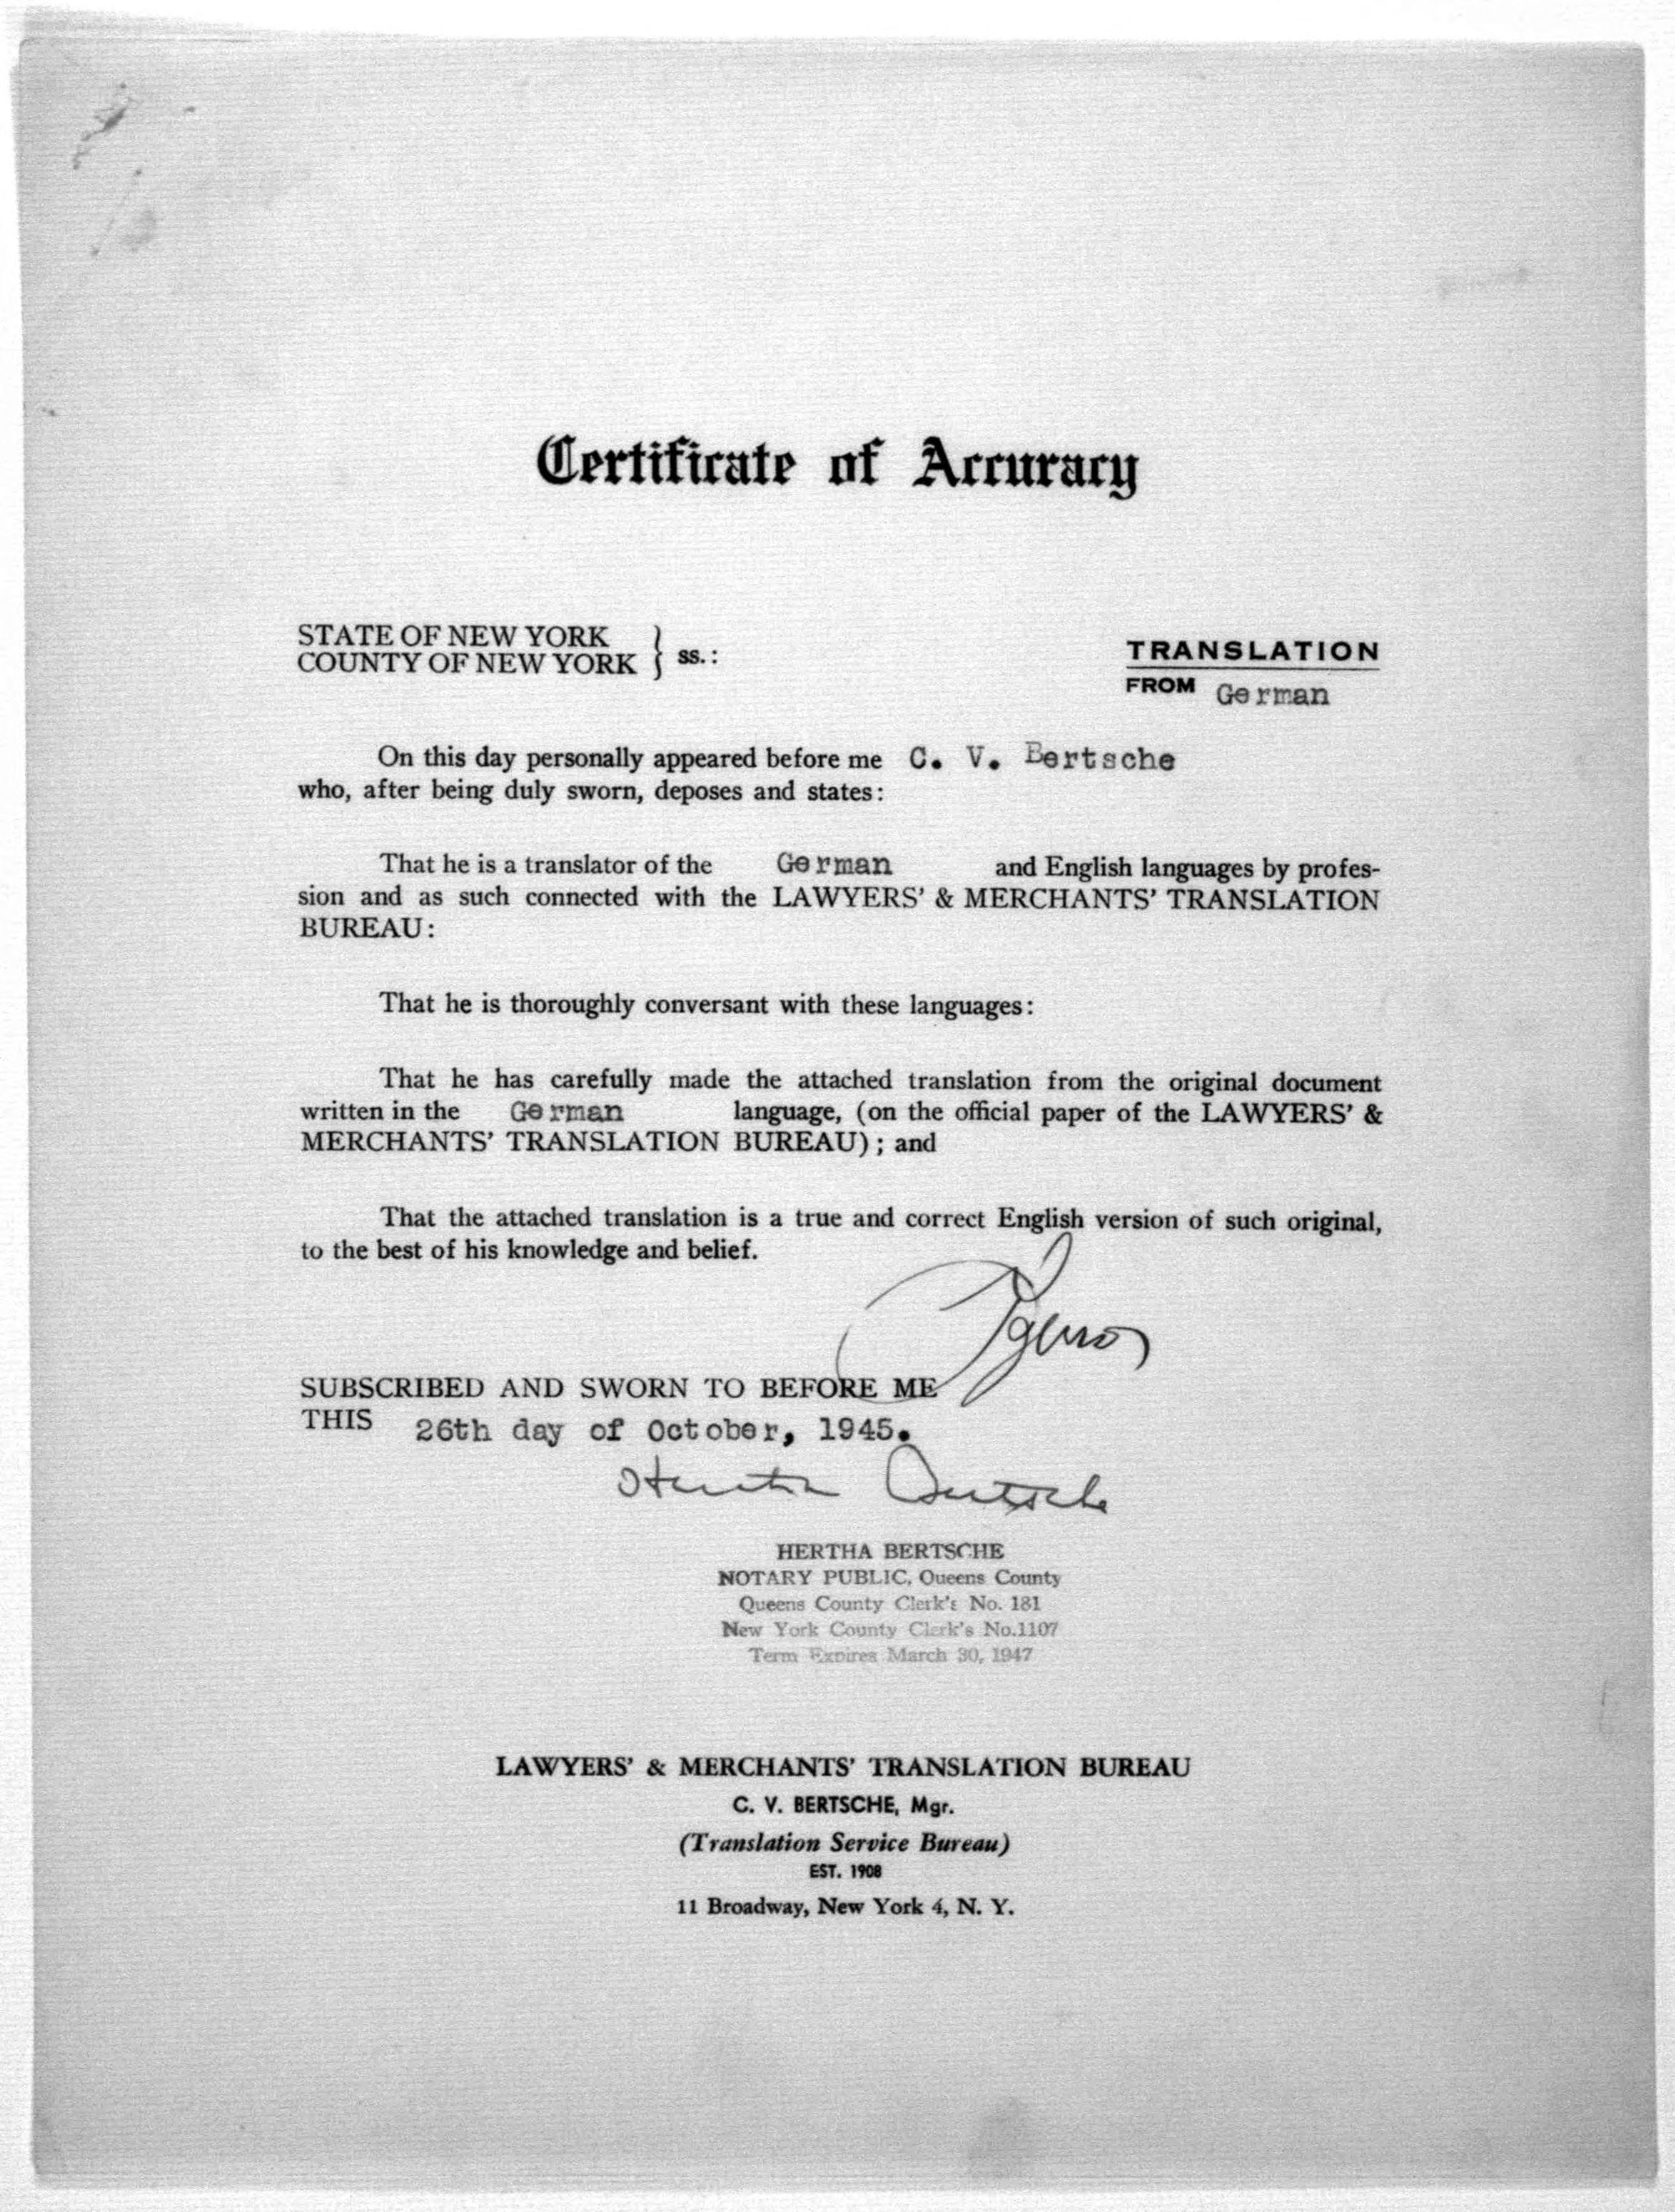 Certificate of Accuracy
STATE OF NEW YORK
COUNTY OF NEW YORK } ss.:
TRANSLATION
FROM German
On this day personally appeared before me C. V. Bertsche
who, after being duly sworn, deposes and states:
That he is a translator of the German and English languages by profes-
sion and as such connected with the LAWYERS' & MERCHANTS' TRANSLATION
BUREAU:
That he is thoroughly conversant with these languages:
That he has carefully made the attached translation from the original document
written in the German language, (on the official paper of the LAWYERS' &
MERCHANTS' TRANSLATION BUREAU); and
That the attached translation is a true and correct English version of such original,
to the best of his knowledge and belief.
SUBSCRIBED AND SWORN TO BEFORE ME
THIS 26th day of October, 1945.
Hertha Bertsche
HERTHA BERTSCHE
NOTARY PUBLIC, Queens County
Queens County Clerk's No. 181
New York County Clerk's No.1107
Term Expires March 30, 1947
LAWYERS' & MERCHANTS' TRANSLATION BUREAU
C. V. BERTSCHE, Mgr.
(Translation Service Bureau)
EST. 1908
11 Broadway, New York 4, N. Y.